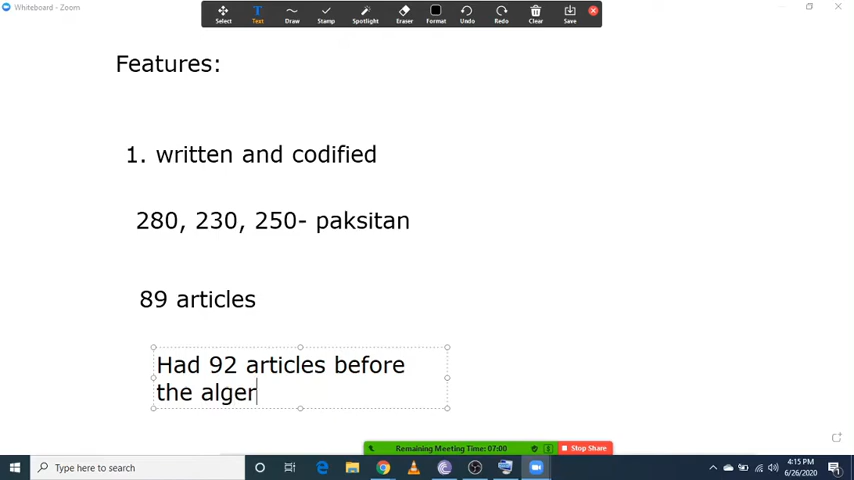 Whiteboard - Zoom
Select Text Draw Stamp Spotlight Eraser Format Undo Redo Clear Save
Features:
1. written and codified
280, 230, 250- paksitan
89 articles
Had 92 articles before
the alger
Remaining Meeting Time: 07:00 Stop Share
Type here to search
4:15 PM
6/26/2020